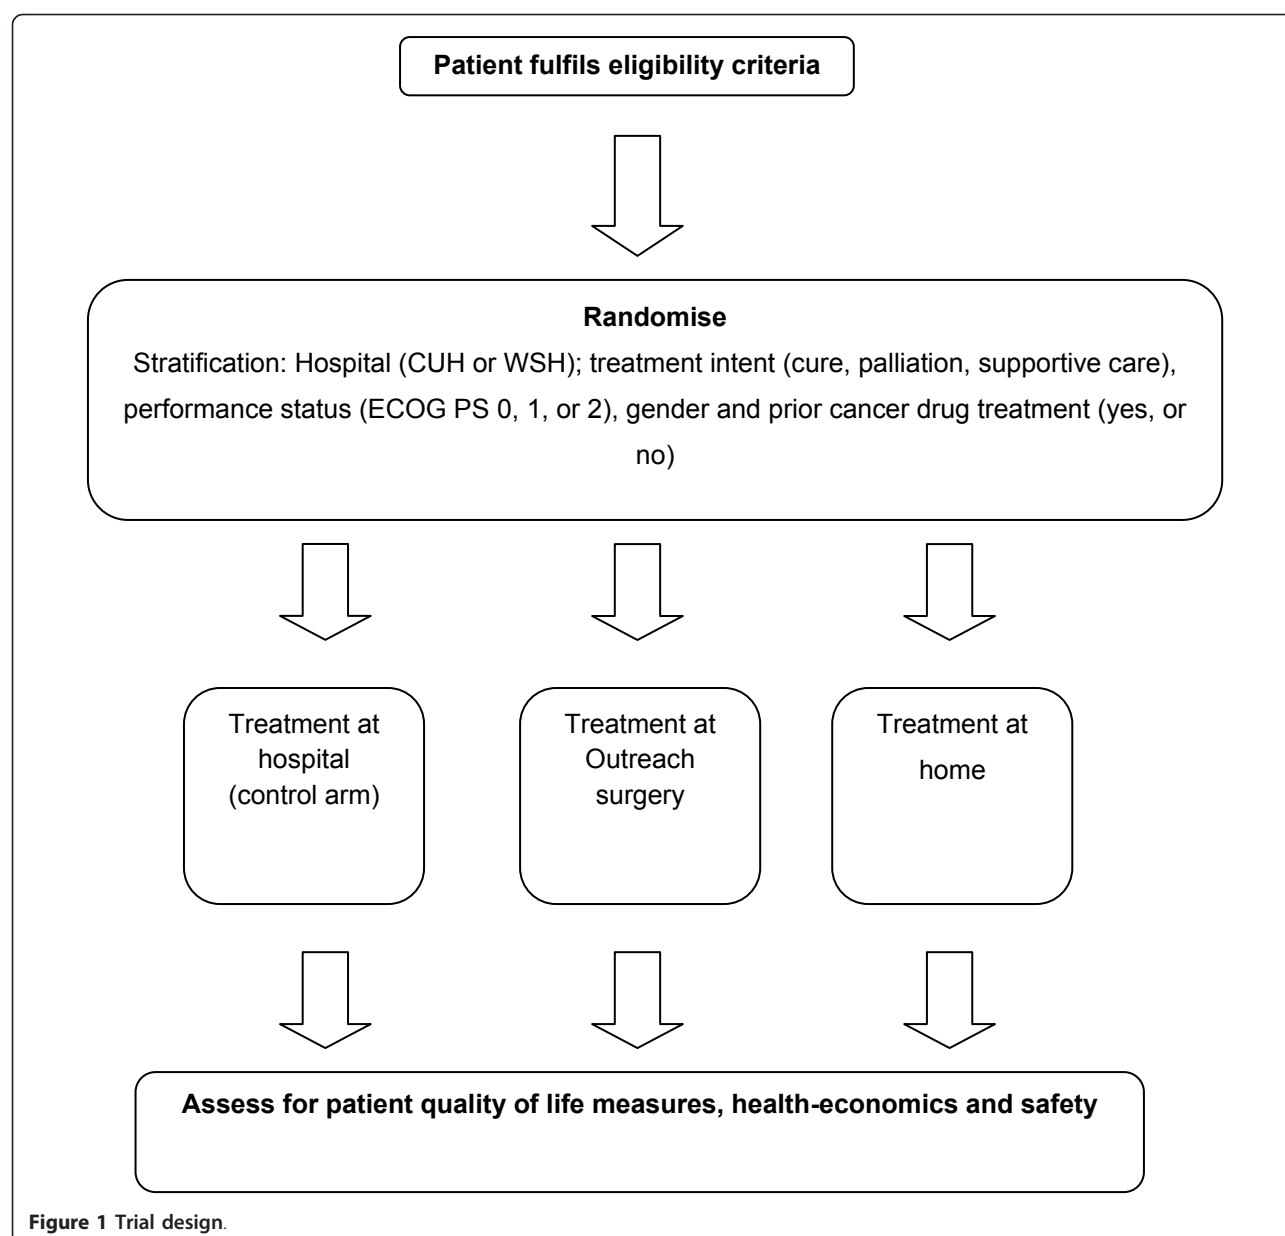 Patient fulfils eligibility criteria
Randomise
Stratification: Hospital (CUH or WSH); treatment intent (cure, palliation, supportive care),
performance status (ECOG PS 0, 1, or 2), gender and prior cancer drug treatment (yes, or
no)
Treatment at
hospital
(control arm)
Treatment at
Outreach
surgery
Treatment at
home
Assess for patient quality of life measures, health-economics and safety
Figure 1 Trial design.